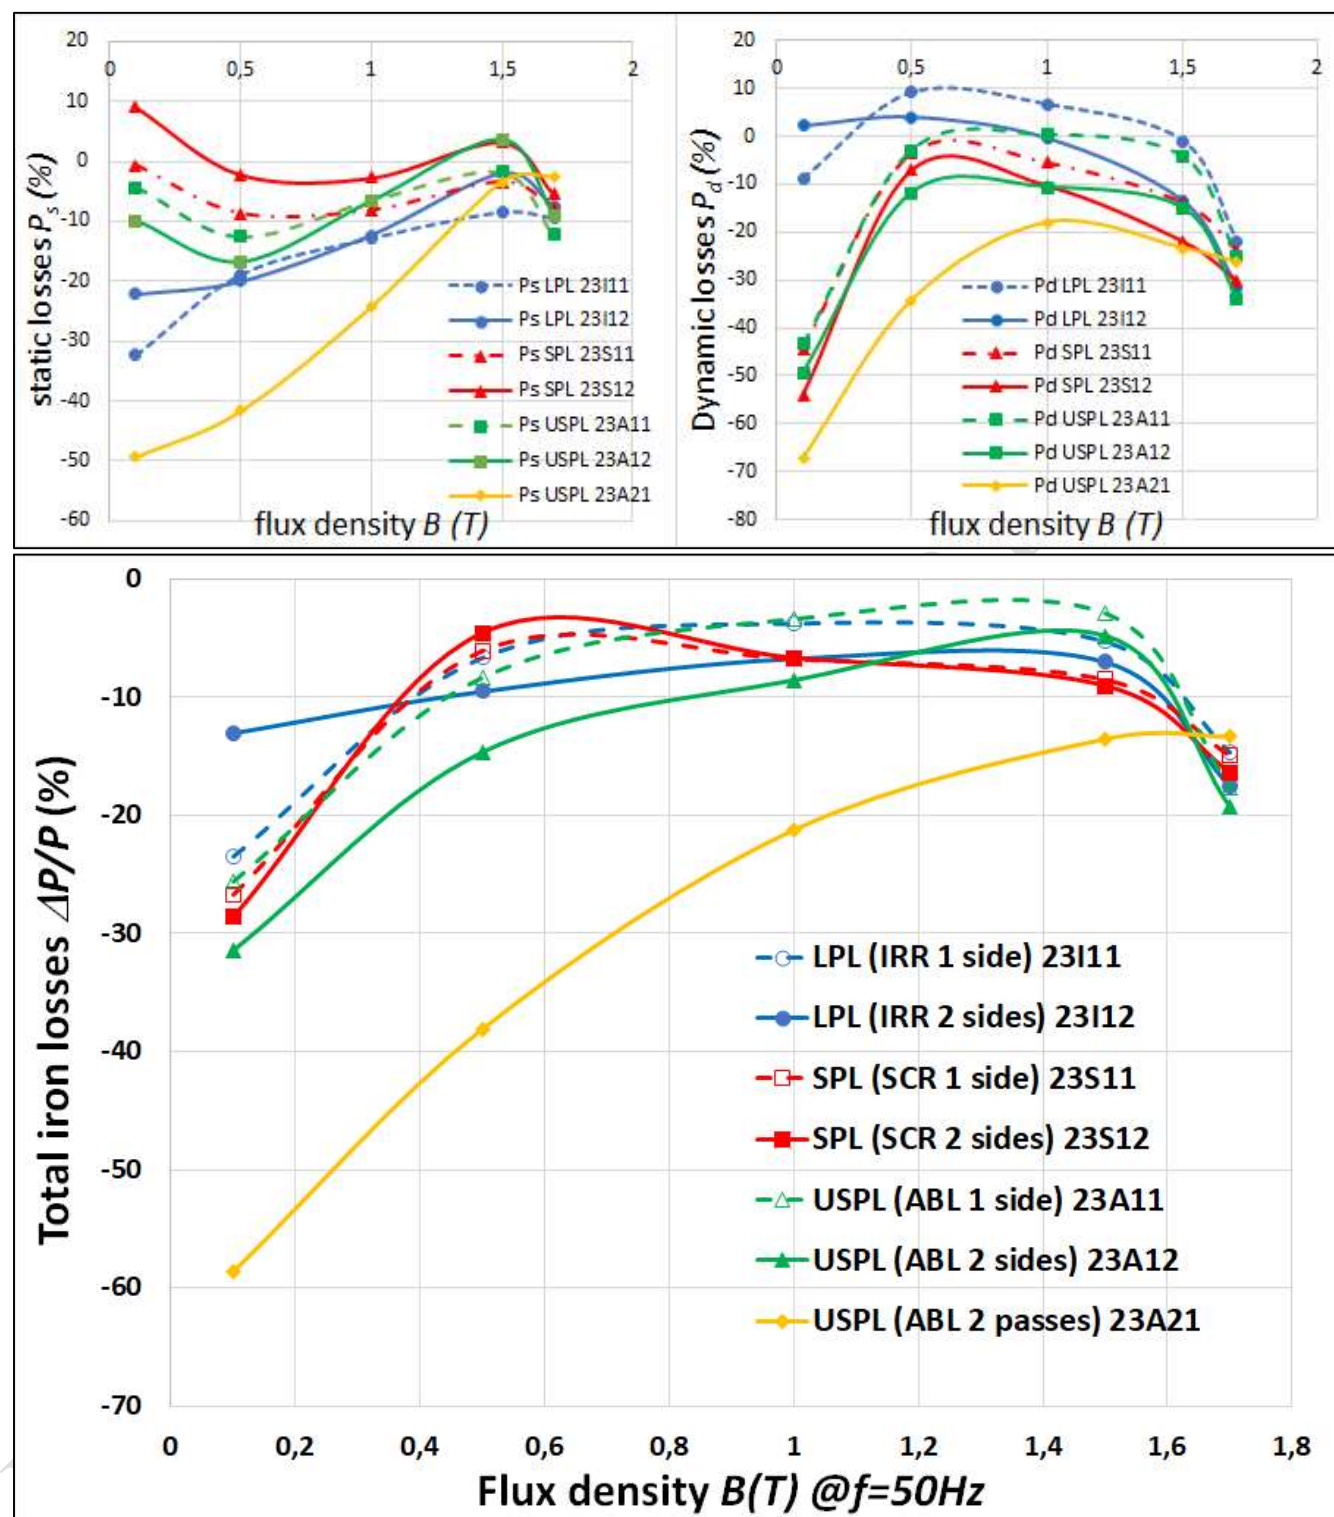 20
0 0,5 1 1,5 2
10
0
-10
-20
-30
-40
-50
-60
static losses Ps (%)
Ps LPL 23I11
Ps LPL 23I12
Ps SPL 23S11
Ps SPL 23S12
Ps USPL 23A11
Ps USPL 23A12
Ps USPL 23A21
flux density B (T)
20
0 0,5 1 1,5 2
10
0
-10
-20
-30
-40
-50
-60
-70
-80
Dynamic losses Pd (%)
Pd LPL 23I11
Pd LPL 23I12
Pd SPL 23S11
Pd SPL 23S12
Pd USPL 23A11
Pd USPL 23A12
Pd USPL 23A21
flux density B (T)
0
-10
-20
-30
-40
-50
-60
-70
Total iron losses ΔP/P (%)
LPL (IRR 1 side) 23I11
LPL (IRR 2 sides) 23I12
SPL (SCR 1 side) 23S11
SPL (SCR 2 sides) 23S12
USPL (ABL 1 side) 23A11
USPL (ABL 2 sides) 23A12
USPL (ABL 2 passes) 23A21
0 0,2 0,4 0,6 0,8 1 1,2 1,4 1,6 1,8
Flux density B(T) @f=50Hz